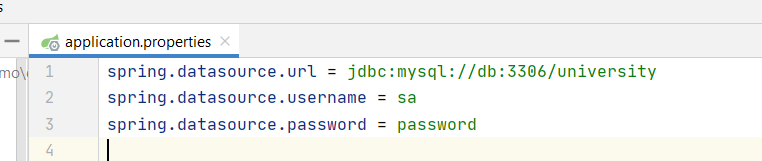 s
application.properties
mo\
1 spring.datasource.url = jdbc:mysql://db:3306/university
2 spring.datasource.username = sa
3 spring.datasource.password = password
4